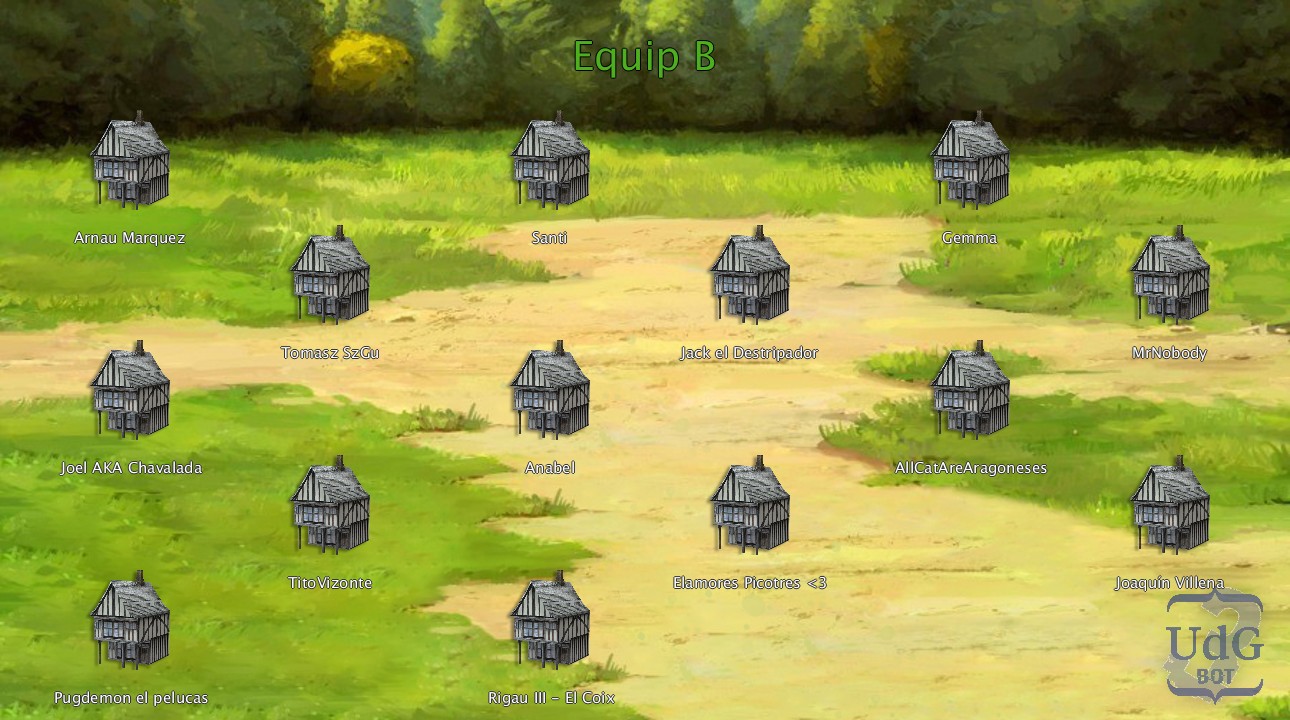 Equip B
Arnau Marquez
Santi
Gemma
Tomasz SzGu
Jack el Destripador
MrNobody
Joel AKA Chavalada
Anabel
AllCatAreAragoneses
TitoVizonte
Elamores Picotres <3
Joaquín Villena
Pugdemon el pelucas
Rigau III - El Coix
UdG
BOT